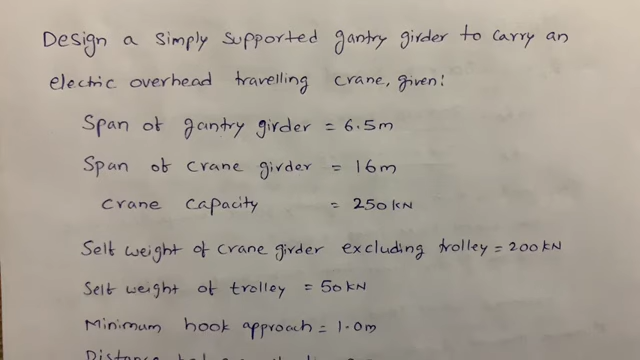 Design a simply supported gantry girder to carry an
electric overhead travelling crane, given:
Span of gantry girder = 6.5m
Span of crane girder = 16m
crane capacity = 250 kN
Self weight of crane girder excluding trolley = 200 kN
Self weight of trolley = 50 kN
Minimum hook approach = 1.0m